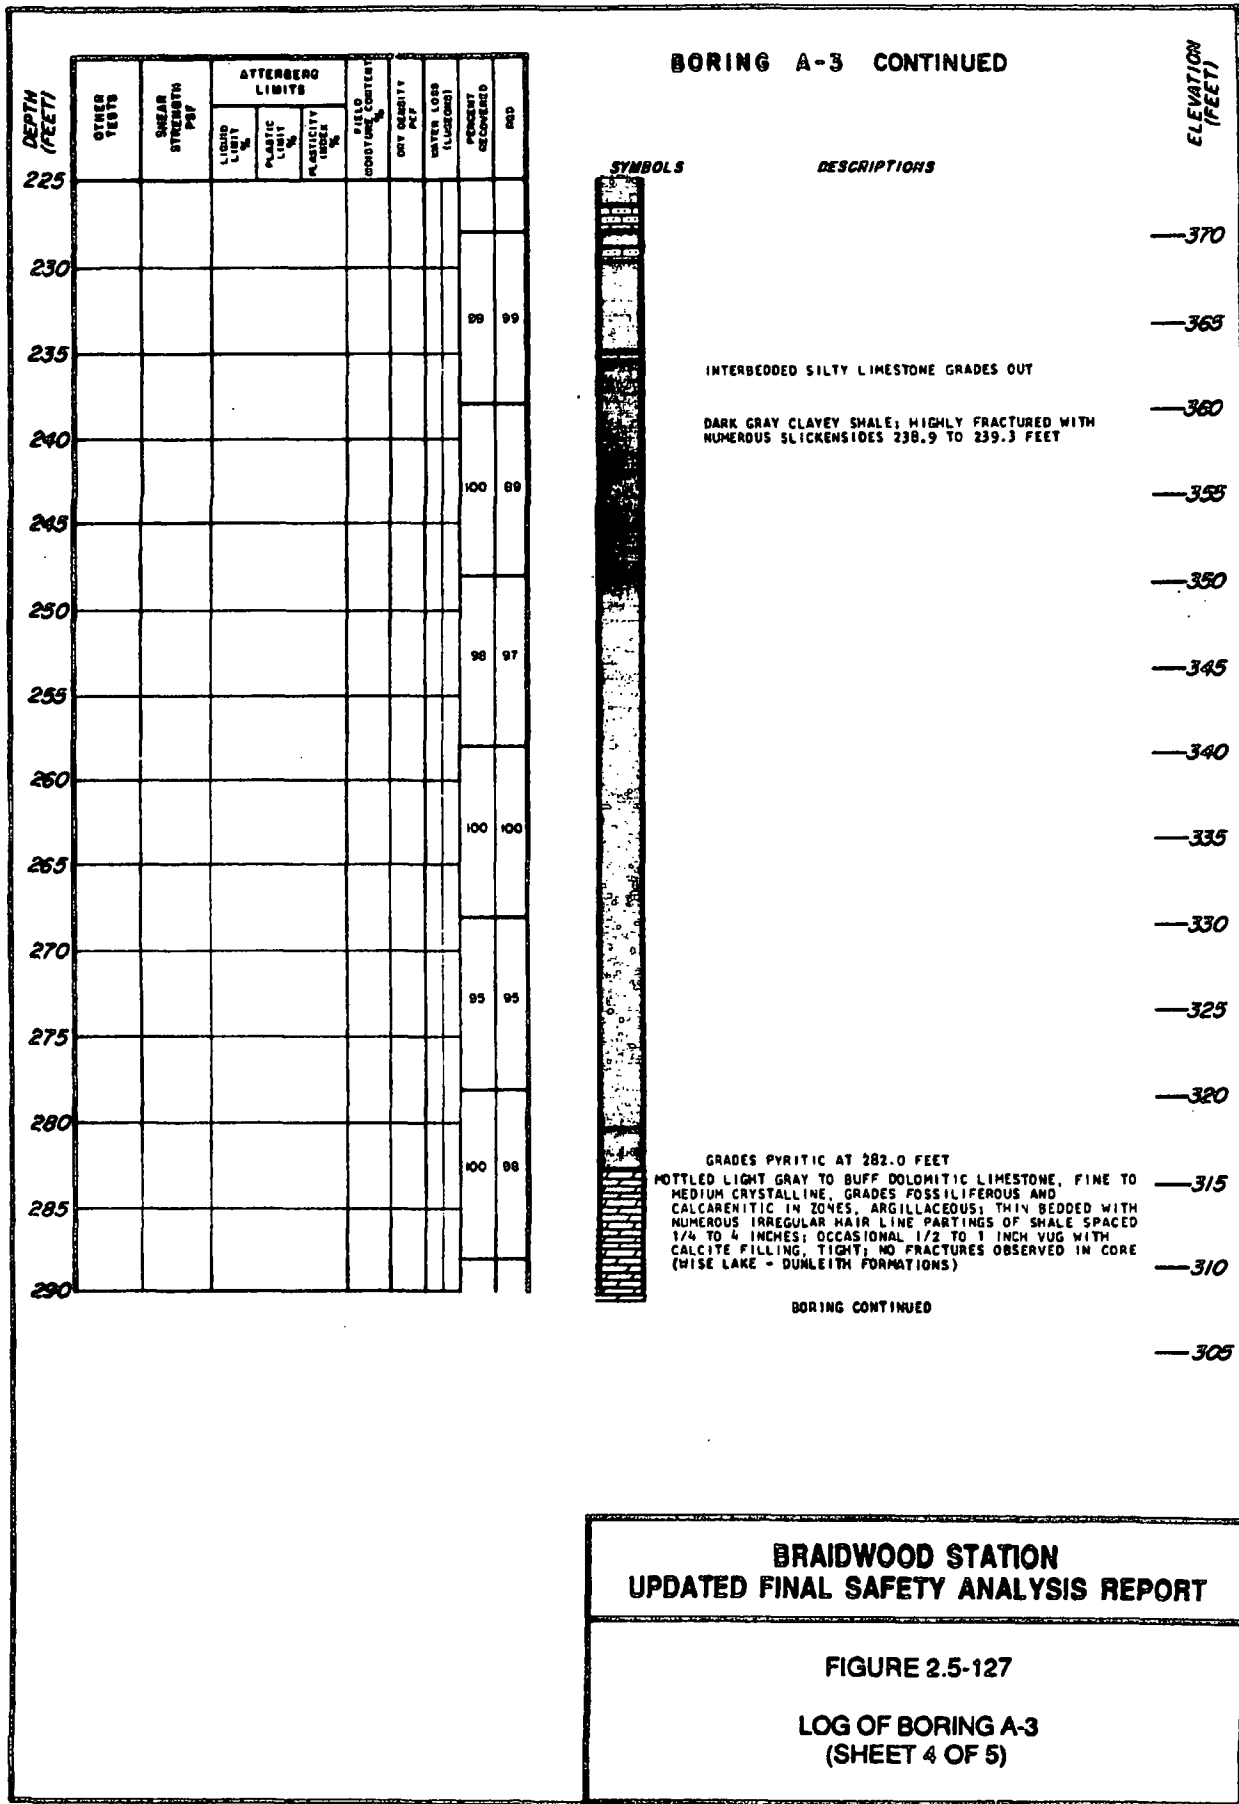 BORING A-3 CONTINUED
DEPTH (FEET)
OTHER TESTS
SHEAR STRENGTH PSF
ATTERBERG LIMITS
LIQUID LIMIT %
PLASTIC LIMIT %
PLASTICITY INDEX %
FIELD MOISTURE CONTENT %
DRY DENSITY PCF
WATER LOSS (LUGEONS)
PERCENT RECOVERED
RQD
SYMBOLS
DESCRIPTIONS
ELEVATION (FEET)
225
370
230
99 99
365
235
INTERBEDDED SILTY LIMESTONE GRADES OUT
360
DARK GRAY CLAYEY SHALE; HIGHLY FRACTURED WITH
NUMEROUS SLICKENSIDES 238.9 TO 239.3 FEET
240
100 89
355
245
350
250
98 97
345
255
340
260
100 100
335
265
330
270
95 95
325
275
320
280
GRADES PYRITIC AT 282.0 FEET
100 98
MOTTLED LIGHT GRAY TO BUFF DOLOMITIC LIMESTONE, FINE TO
315
MEDIUM CRYSTALLINE, GRADES FOSSILIFEROUS AND
CALCARENITIC IN ZONES, ARGILLACEOUS; THIN BEDDED WITH
285
NUMEROUS IRREGULAR HAIR LINE PARTINGS OF SHALE SPACED
1/4 TO 4 INCHES; OCCASIONAL 1/2 TO 1 INCH VUG WITH
CALCITE FILLING, TIGHT; NO FRACTURES OBSERVED IN CORE
(WISE LAKE - DUNLEITH FORMATIONS)
310
290
BORING CONTINUED
305
BRAIDWOOD STATION
UPDATED FINAL SAFETY ANALYSIS REPORT
FIGURE 2.5-127
LOG OF BORING A-3
(SHEET 4 OF 5)